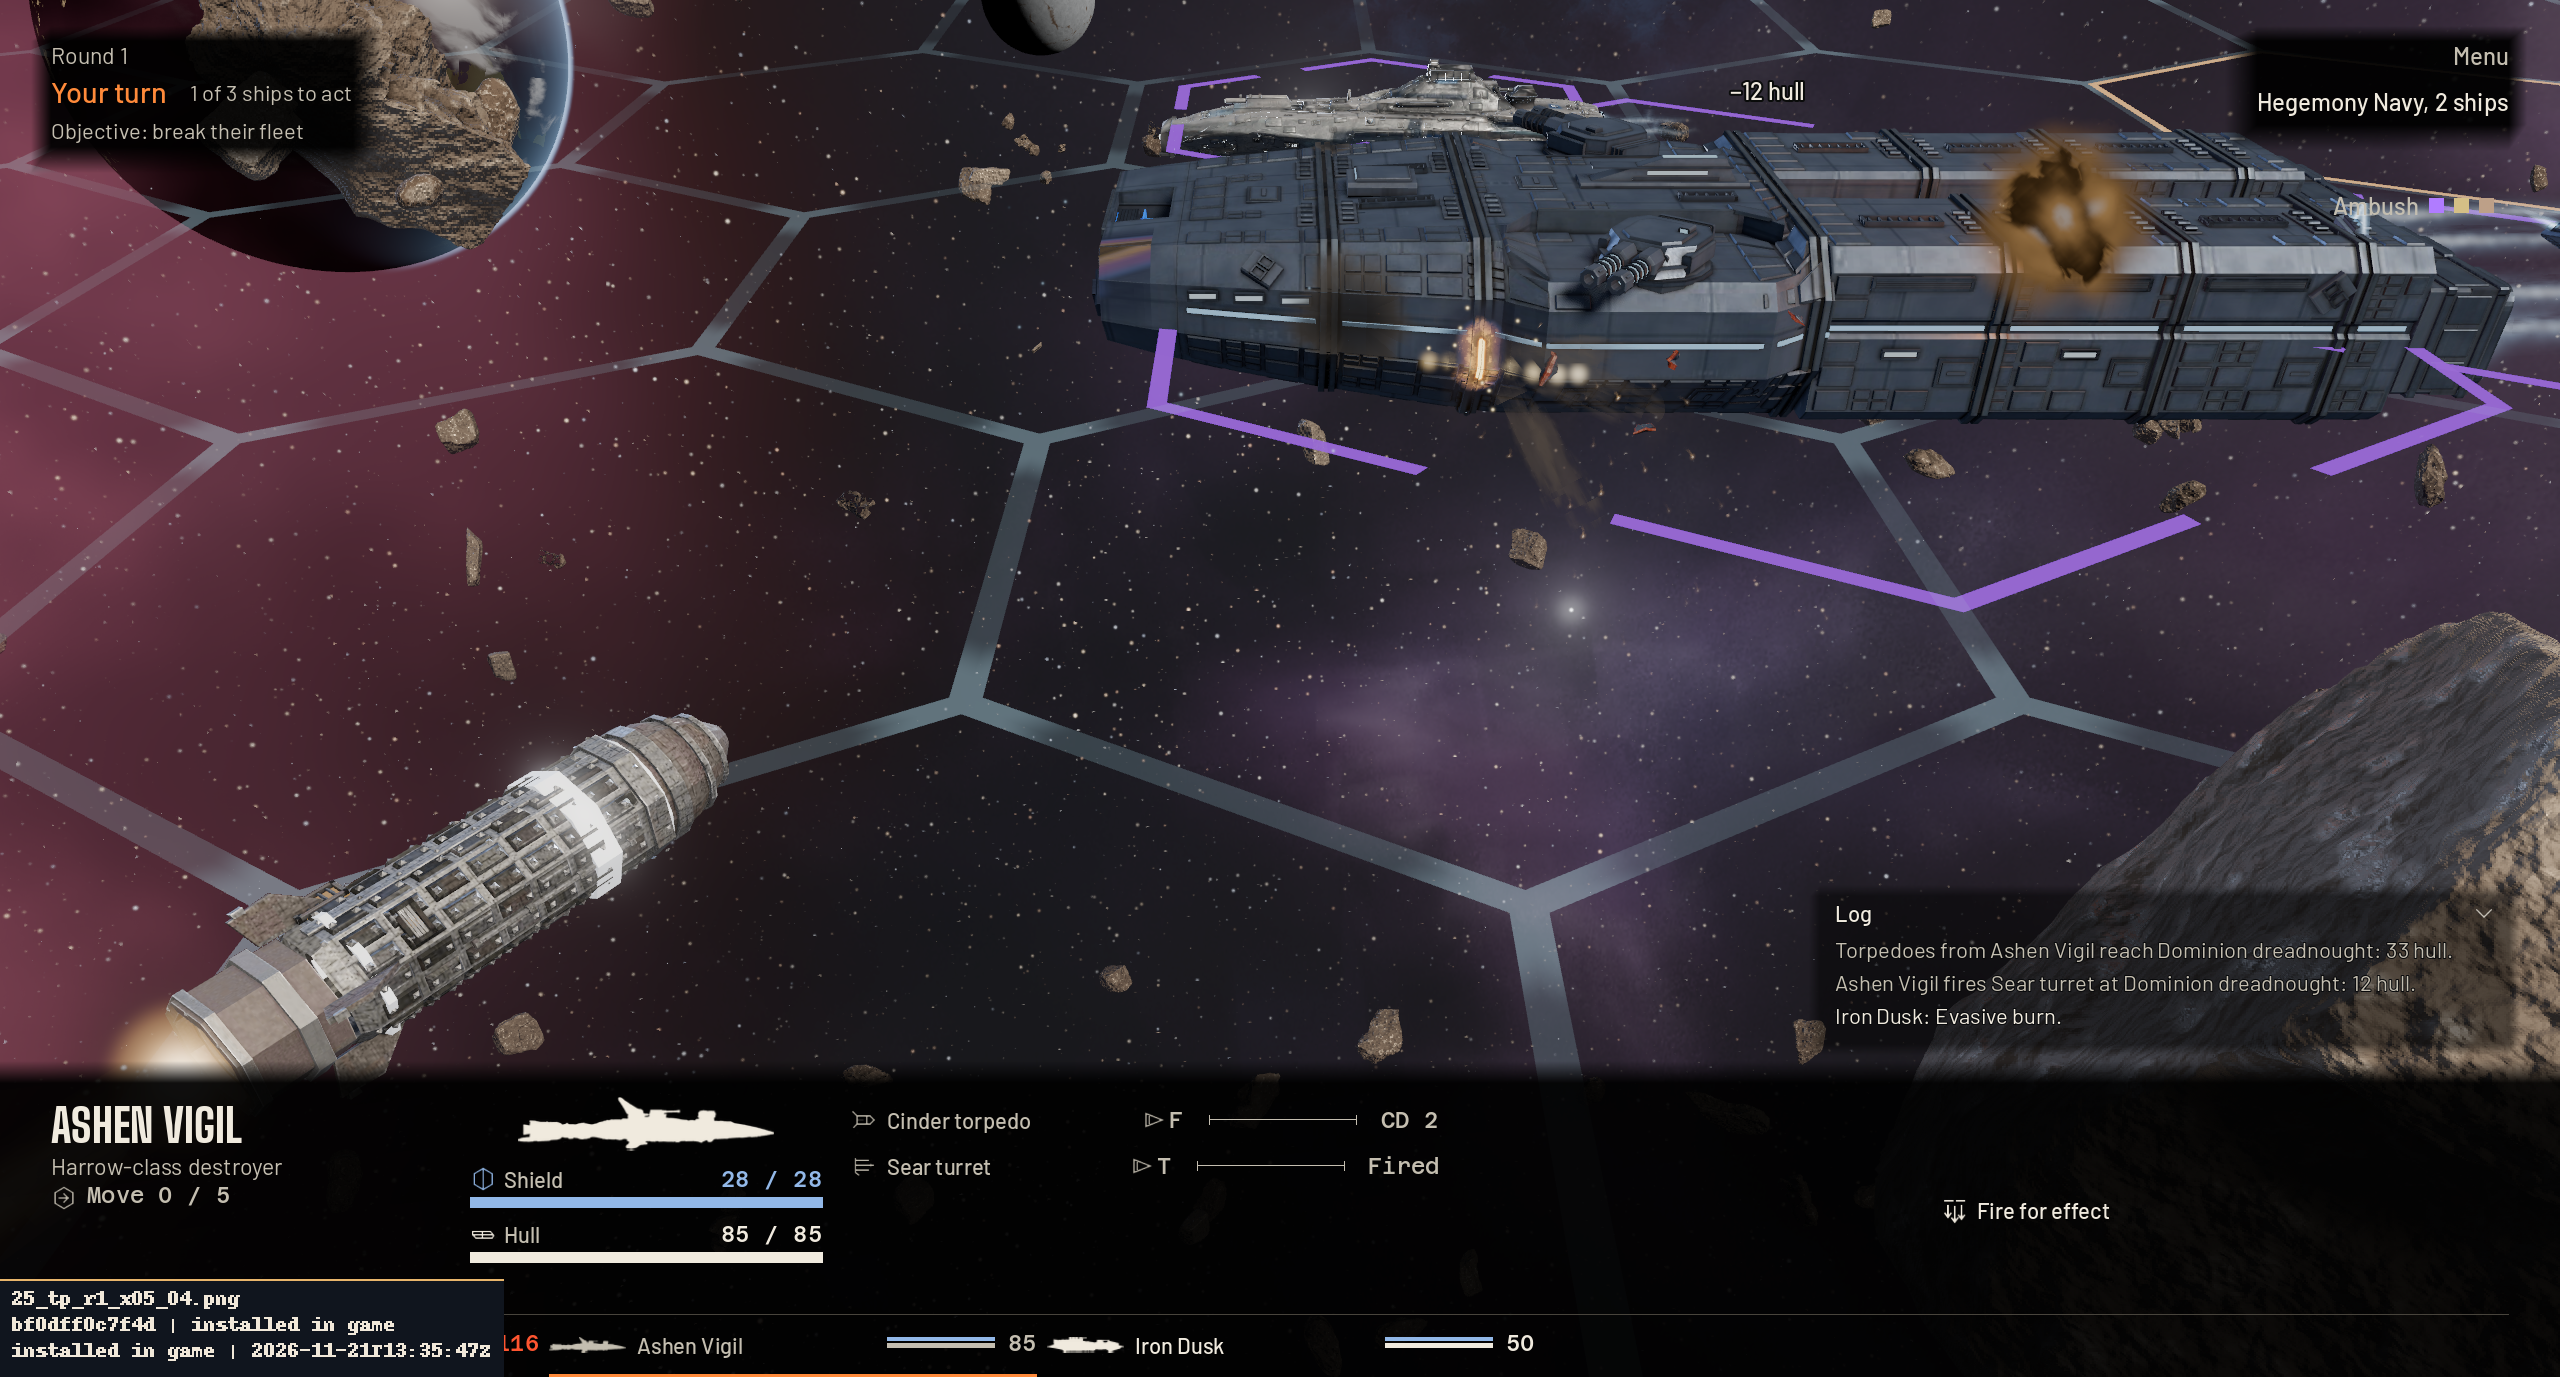 Round 1
Your turn 1 of 3 ships to act
Objective: break their fleet
Menu
Hegemony Navy, 2 ships
−12 hull
Ambush
Log
Torpedoes from Ashen Vigil reach Dominion dreadnought: 33 hull.
Ashen Vigil fires Sear turret at Dominion dreadnought: 12 hull.
Iron Dusk: Evasive burn.
ASHEN VIGIL
Harrow-class destroyer
Move 0 / 5
Shield 28 / 28
Hull 85 / 85
Cinder torpedo F CD 2
Sear turret T Fired
Fire for effect
25_tp_r1_x05_04.png
bf0dff0c7f4d | installed in game
installed in game | 2026-11-21T13:35:47Z
116 Ashen Vigil 85 Iron Dusk 50